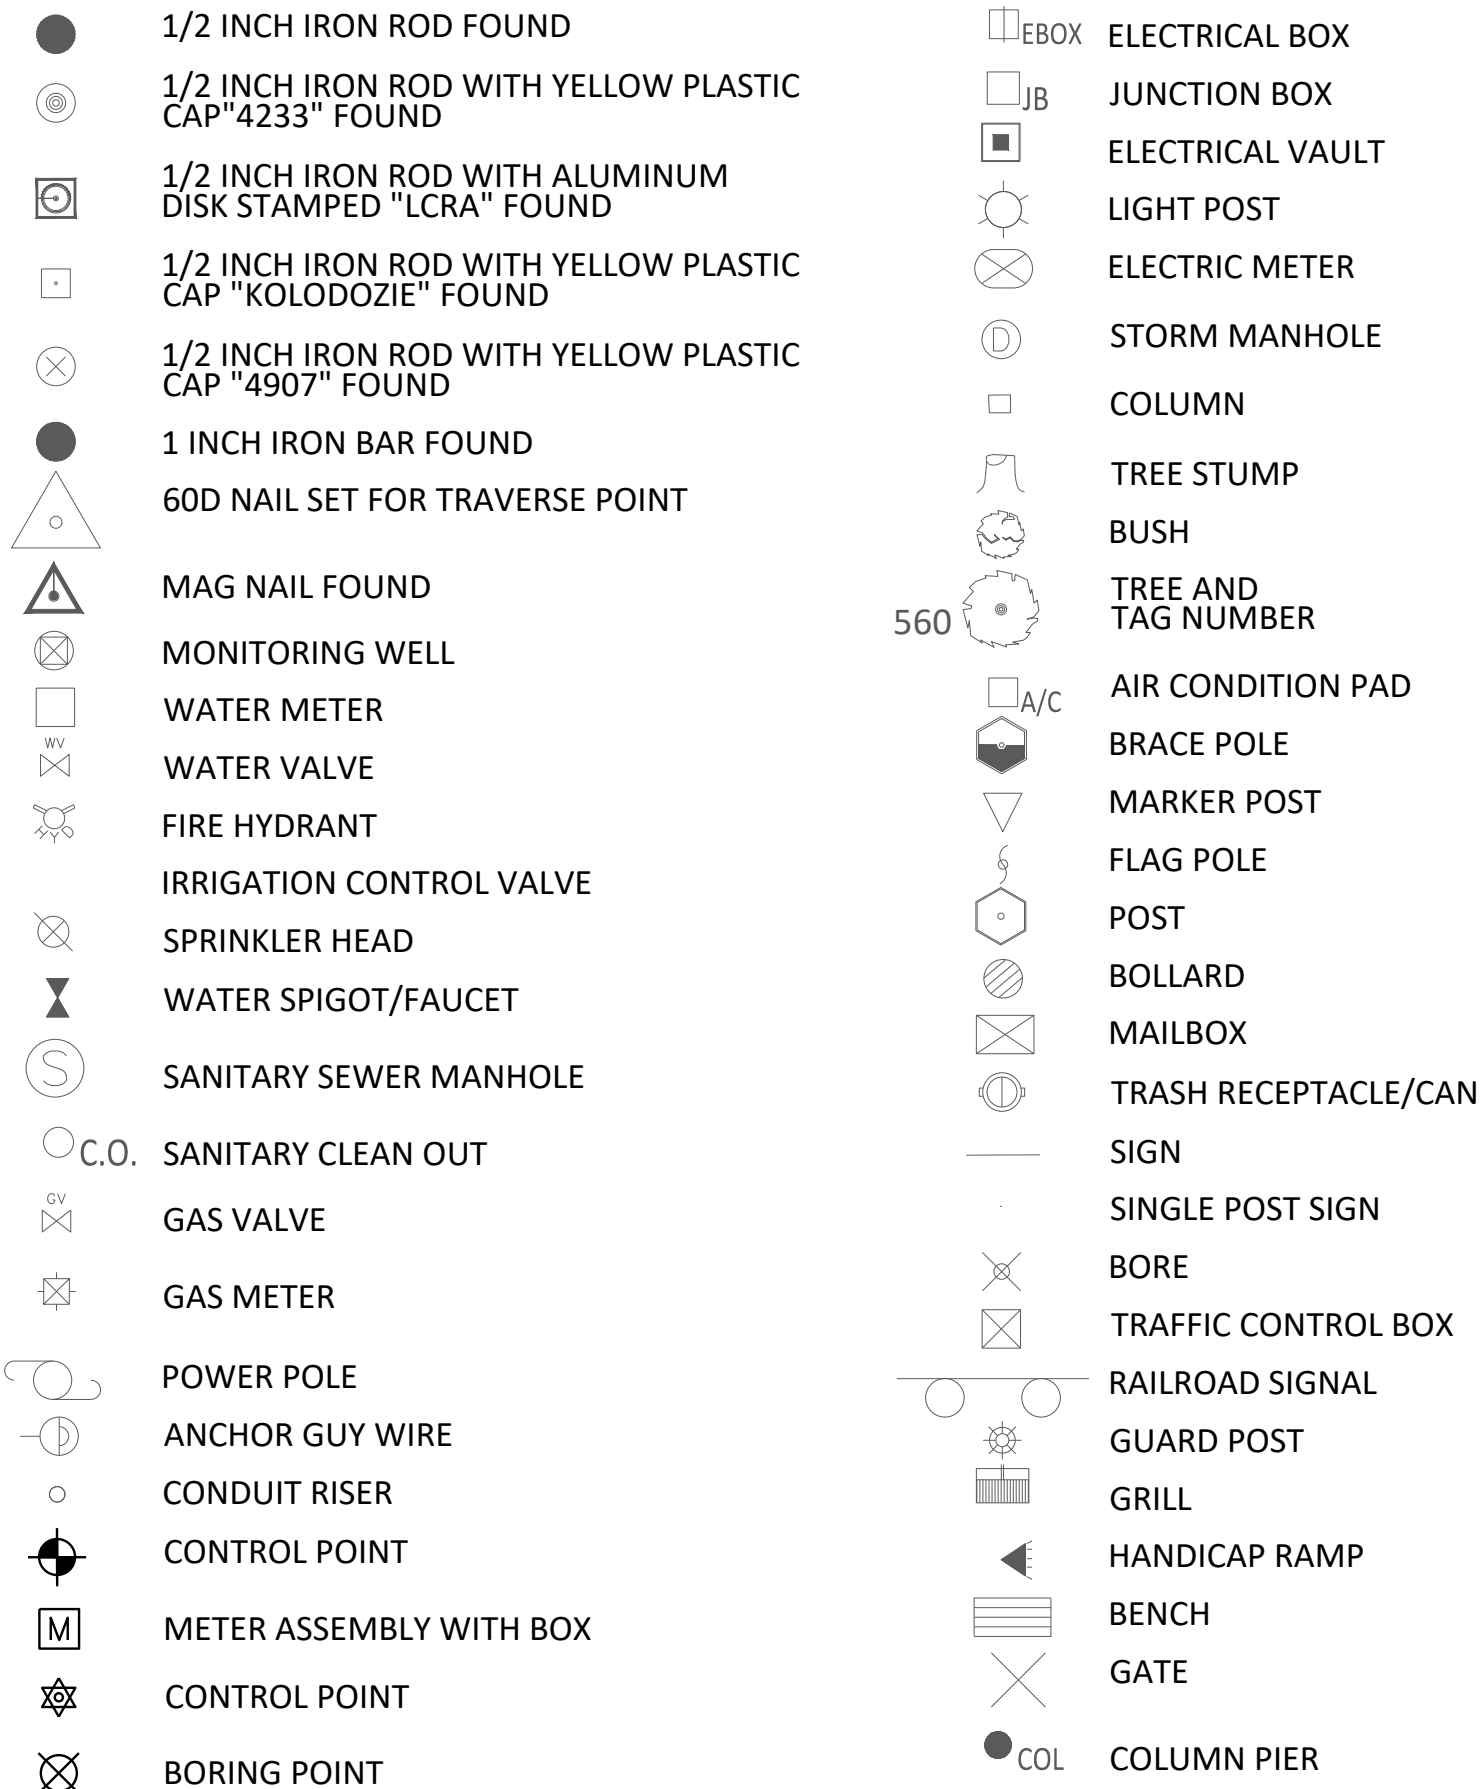 1/2 INCH IRON ROD FOUND
1/2 INCH IRON ROD WITH YELLOW PLASTIC
CAP"4233" FOUND
1/2 INCH IRON ROD WITH ALUMINUM
DISK STAMPED "LCRA" FOUND
1/2 INCH IRON ROD WITH YELLOW PLASTIC
CAP "KOLODOZIE" FOUND
1/2 INCH IRON ROD WITH YELLOW PLASTIC
CAP "4907" FOUND
1 INCH IRON BAR FOUND
60D NAIL SET FOR TRAVERSE POINT
MAG NAIL FOUND
MONITORING WELL
WATER METER
WV
WATER VALVE
HYD
FIRE HYDRANT
IRRIGATION CONTROL VALVE
SPRINKLER HEAD
WATER SPIGOT/FAUCET
S SANITARY SEWER MANHOLE
C.O. SANITARY CLEAN OUT
GV
GAS VALVE
GAS METER
POWER POLE
ANCHOR GUY WIRE
CONDUIT RISER
CONTROL POINT
M METER ASSEMBLY WITH BOX
CONTROL POINT
BORING POINT
EBOX ELECTRICAL BOX
JB JUNCTION BOX
ELECTRICAL VAULT
LIGHT POST
ELECTRIC METER
D STORM MANHOLE
COLUMN
TREE STUMP
BUSH
TREE AND
560 TAG NUMBER
A/C AIR CONDITION PAD
BRACE POLE
MARKER POST
FLAG POLE
POST
BOLLARD
MAILBOX
TRASH RECEPTACLE/CAN
SIGN
SINGLE POST SIGN
BORE
TRAFFIC CONTROL BOX
RAILROAD SIGNAL
GUARD POST
GRILL
HANDICAP RAMP
BENCH
GATE
COL COLUMN PIER